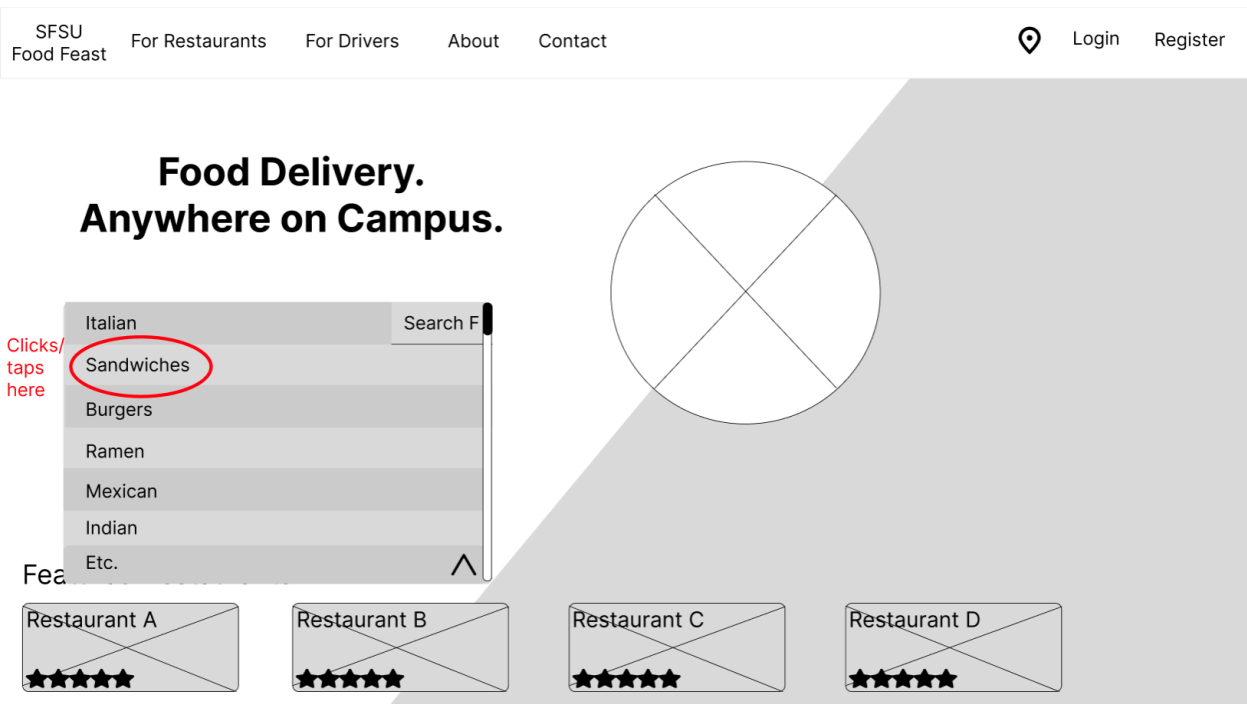 SFSU
Food Feast
For Restaurants
For Drivers
About
Contact
Login
Register
Food Delivery.
Anywhere on Campus.
Italian
Search F
Clicks/
taps
here
Sandwiches
Burgers
Ramen
Mexican
Indian
Etc.
Fea
Restaurant A
Restaurant B
Restaurant C
Restaurant D